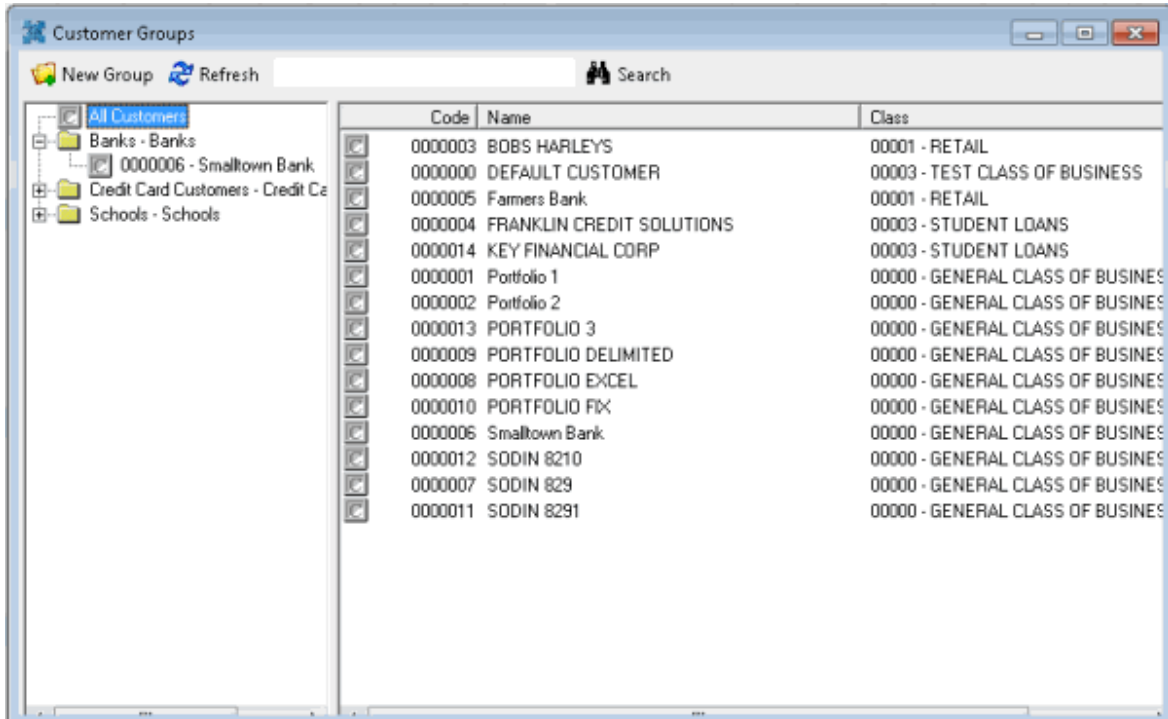 Customer Groups
New Group Refresh Search
All Customers
Banks - Banks
0000006 - Smalltown Bank
Credit Card Customers - Credit Ca
Schools - Schools
Code Name Class
0000003 BOBS HARLEYS 00001 - RETAIL
0000000 DEFAULT CUSTOMER 00003 - TEST CLASS OF BUSINESS
0000005 Farmers Bank 00001 - RETAIL
0000004 FRANKLIN CREDIT SOLUTIONS 00003 - STUDENT LOANS
0000014 KEY FINANCIAL CORP 00003 - STUDENT LOANS
0000001 Portfolio 1 00000 - GENERAL CLASS OF BUSINES
0000002 Portfolio 2 00000 - GENERAL CLASS OF BUSINES
0000013 PORTFOLIO 3 00000 - GENERAL CLASS OF BUSINES
0000009 PORTFOLIO DELIMITED 00000 - GENERAL CLASS OF BUSINES
0000008 PORTFOLIO EXCEL 00000 - GENERAL CLASS OF BUSINES
0000010 PORTFOLIO FIX 00000 - GENERAL CLASS OF BUSINES
0000006 Smalltown Bank 00000 - GENERAL CLASS OF BUSINES
0000012 SODIN 8210 00000 - GENERAL CLASS OF BUSINES
0000007 SODIN 829 00000 - GENERAL CLASS OF BUSINES
0000011 SODIN 8291 00000 - GENERAL CLASS OF BUSINES